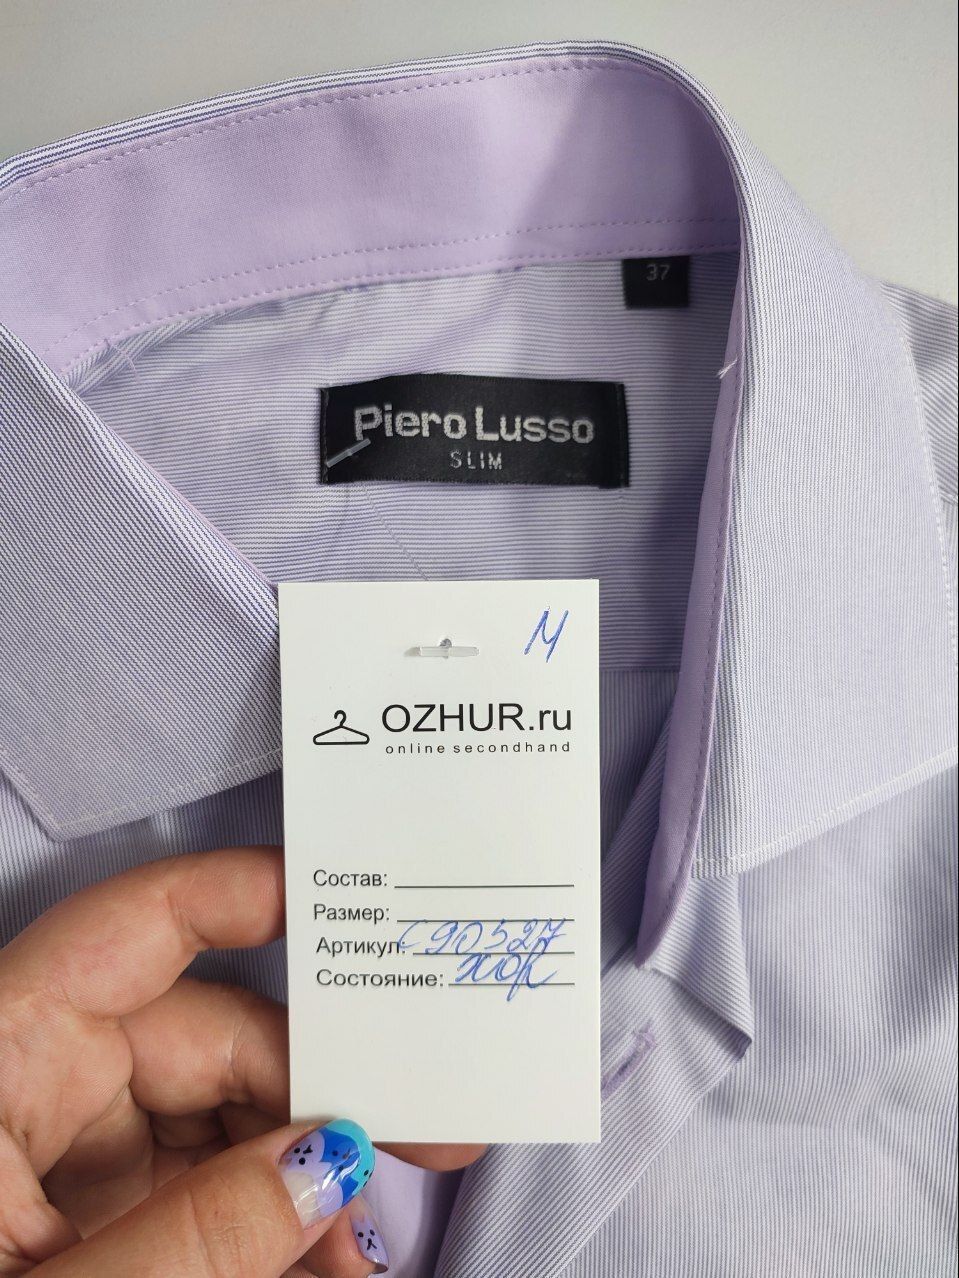 37
Piero Lusso
SLIM
M
OZHUR.ru
online secondhand
Состав:
Размер:
Артикул: С90527
Состояние: хор